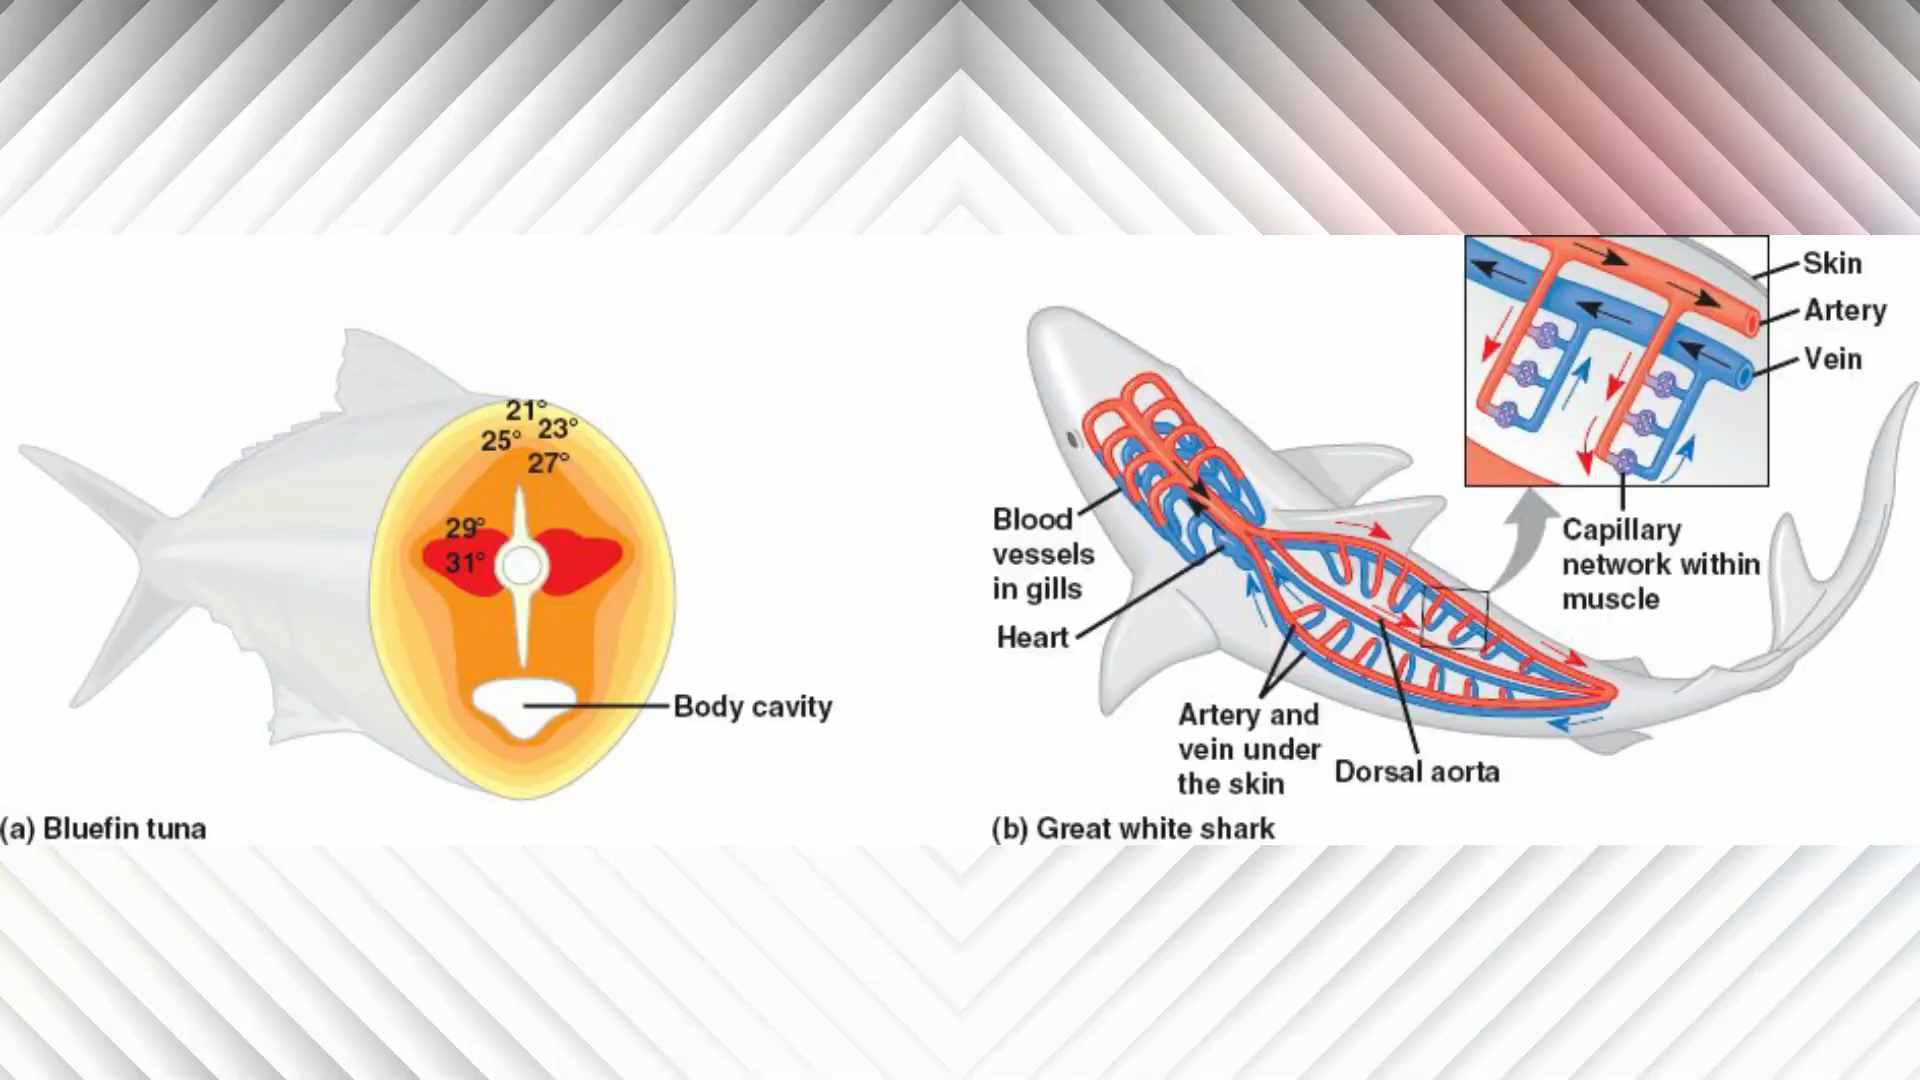 21°
23°
25°
27°
29°
31°
Body cavity
(a) Bluefin tuna
Skin
Artery
Vein
Capillary
network within
muscle
Blood
vessels
in gills
Heart
Artery and
vein under
the skin
Dorsal aorta
(b) Great white shark